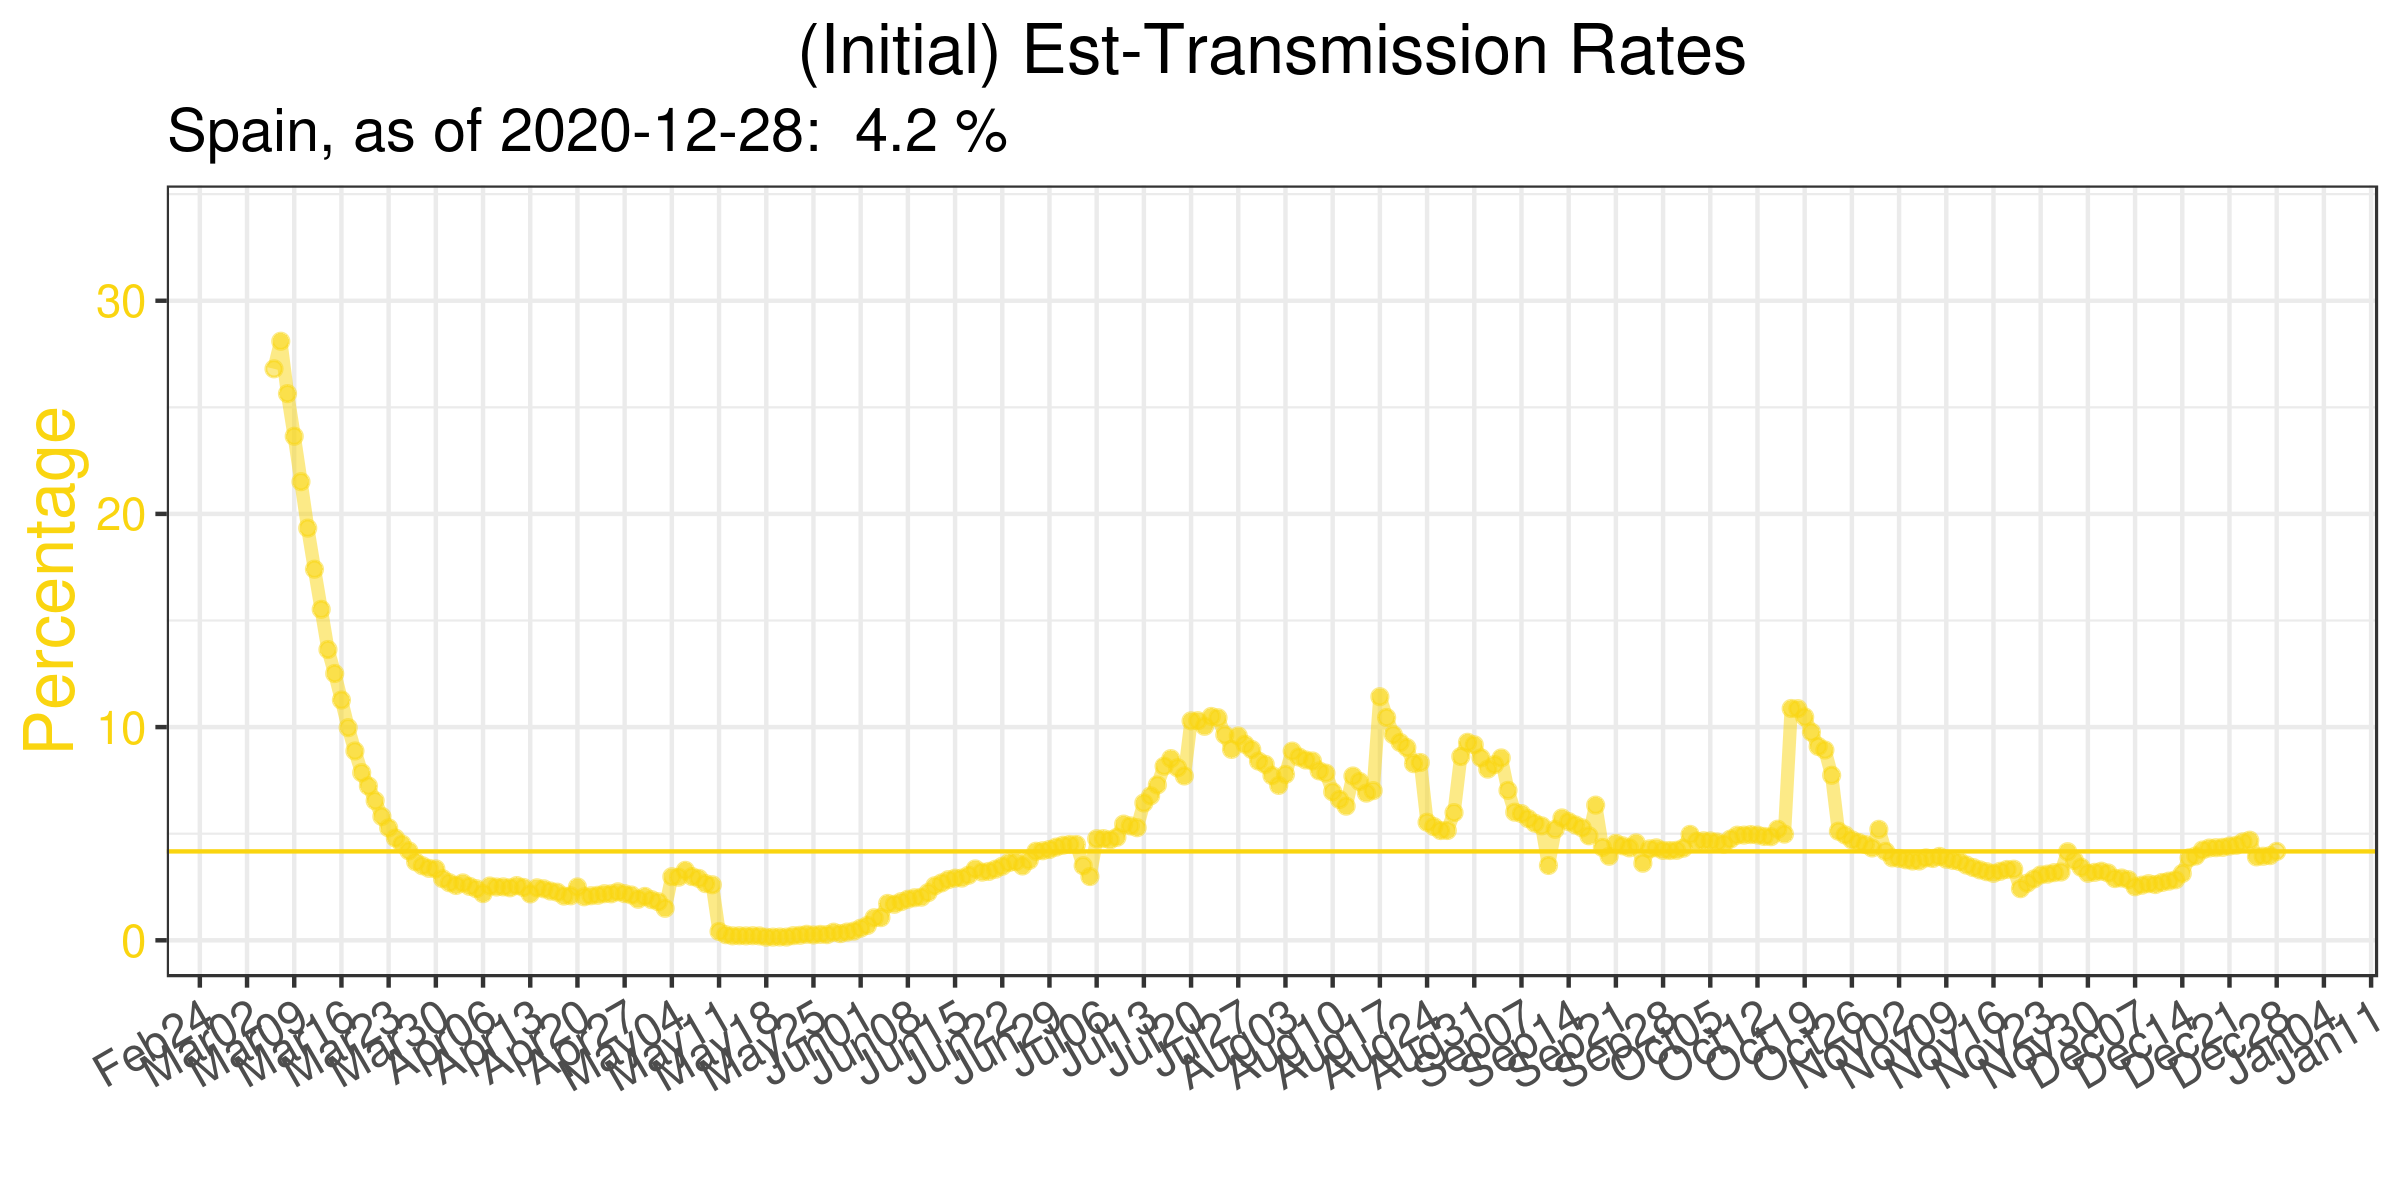 (Initial) Est-Transmission Rates
Spain, as of 2020-12-28:  4.2 %
Percentage
30
20
10
0
Feb24
Mar02
Mar09
Mar16
Mar23
Mar30
Apr06
Apr13
Apr20
Apr27
May04
May11
May18
May25
Jun01
Jun08
Jun15
Jun22
Jun29
Jul06
Jul13
Jul20
Jul27
Aug03
Aug10
Aug17
Aug24
Aug31
Sep07
Sep14
Sep21
Sep28
Oct05
Oct12
Oct19
Oct26
Nov02
Nov09
Nov16
Nov23
Nov30
Dec07
Dec14
Dec21
Dec28
Jan04
Jan11